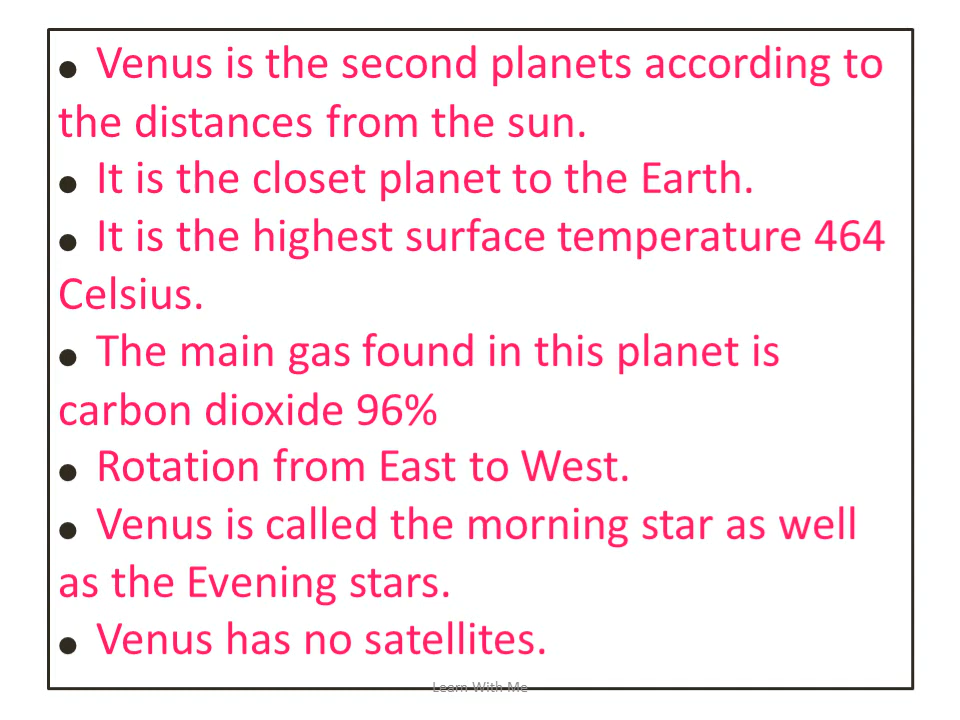 ● Venus is the second planets according to
the distances from the sun.
● It is the closet planet to the Earth.
● It is the highest surface temperature 464
Celsius.
● The main gas found in this planet is
carbon dioxide 96%
● Rotation from East to West.
● Venus is called the morning star as well
as the Evening stars.
● Venus has no satellites.
Learn With Me